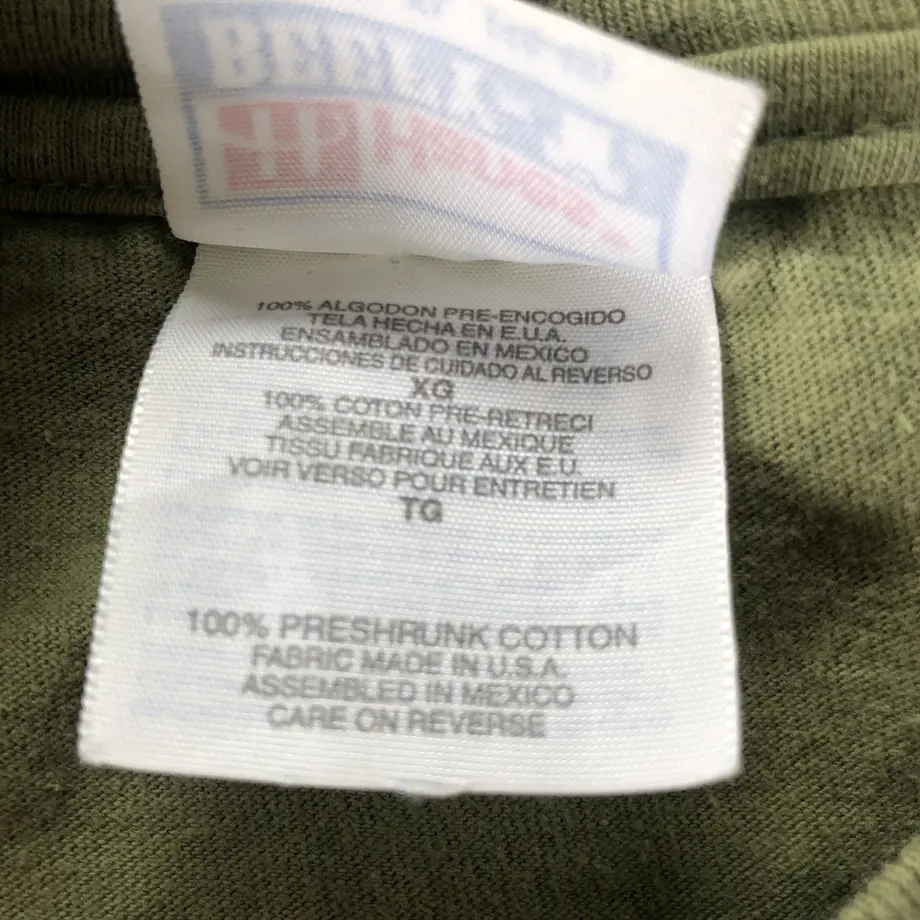 100% ALGODON PRE-ENCOGIDO
TELA HECHA EN E.U.A.
ENSAMBLADO EN MEXICO
INSTRUCCIONES DE CUIDADO AL REVERSO
XG
100% COTON PRE-RETRECI
ASSEMBLE AU MEXIQUE
TISSU FABRIQUE AUX E.U.
VOIR VERSO POUR ENTRETIEN
TG
100% PRESHRUNK COTTON
FABRIC MADE IN U.S.A.
ASSEMBLED IN MEXICO
CARE ON REVERSE